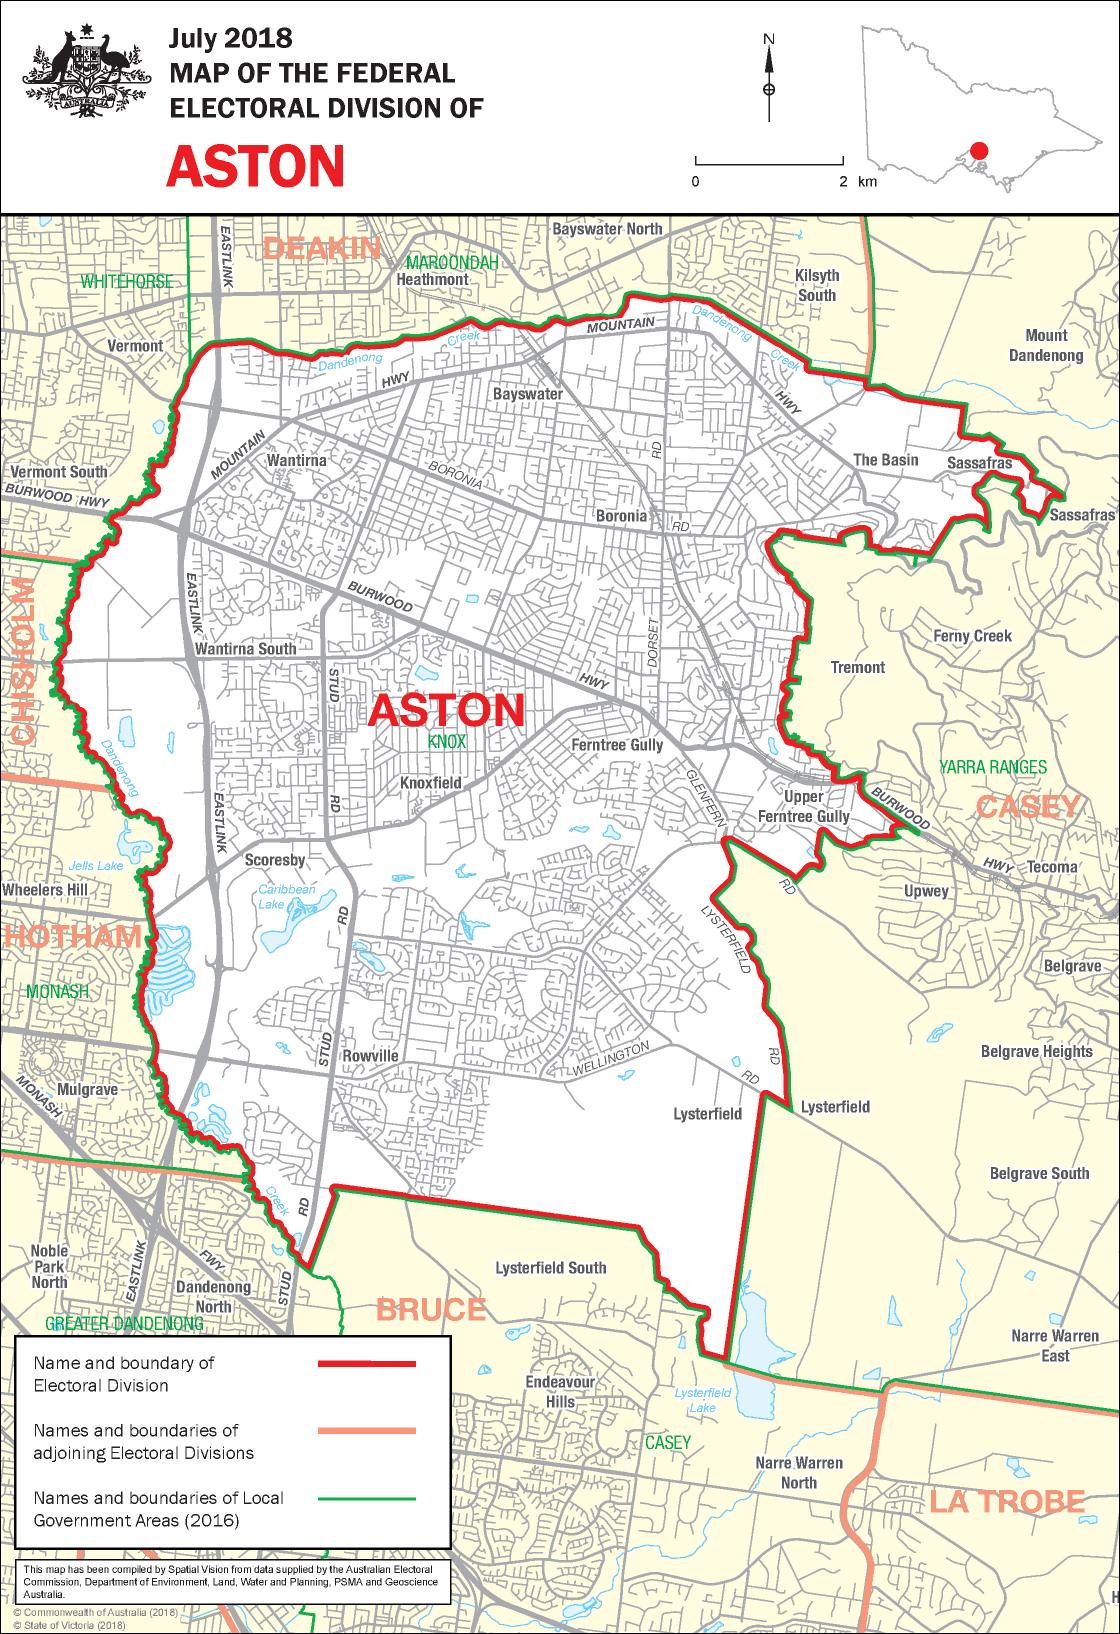 July 2018
MAP OF THE FEDERAL
ELECTORAL DIVISION OF
ASTON
AUSTRALIA
N
0 2 km
DEAKIN
EASTLINK
WHITEHORSE
MAROONDAH
Heathmont
Bayswater North
Kilsyth
South
Mount
Dandenong
Vermont
Dandenong
Creek
MOUNTAIN
Dandenong
Creek
HWY
HWY
Bayswater
MOUNTAIN
Wantirna
BORONIA
RD
The Basin
Sassafras
Sassafras
Vermont South
BURWOOD HWY
Boronia
RD
CHISHOLM
EASTLINK
BURWOOD
HWY
DORSET
Wantirna South
STUD
RD
Ferny Creek
Tremont
ASTON
KNOX
Ferntree Gully
Knoxfield
Dandenong
EASTLINK
GLENFERN
RD
YARRA RANGES
CASEY
Upper
Ferntree Gully
BURWOOD
HWY
Tecoma
Upwey
Jells Lake
Wheelers Hill
Scoresby
Caribbean
Lake
HOTHAM
MONASH
RD
STUD
LYSTERFIELD
RD
Belgrave
Belgrave Heights
Mulgrave
MONASH
FWY
Rowville
WELLINGTON
RD
Lysterfield
Lysterfield
Belgrave South
Creek
RD
STUD
Noble
Park
North
EASTLINK
Dandenong
North
GREATER DANDENONG
Lysterfield South
BRUCE
Narre Warren
East
Endeavour
Hills
Lysterfield
Lake
CASEY
Narre Warren
North
LA TROBE
H
Name and boundary of
Electoral Division
Names and boundaries of
adjoining Electoral Divisions
Names and boundaries of Local
Government Areas (2016)
This map has been compiled by Spatial Vision from data supplied by the Australian Electoral
Commission, Department of Environment, Land, Water and Planning, PSMA and Geoscience
Australia.
© Commonwealth of Australia (2018)
© State of Victoria (2018)